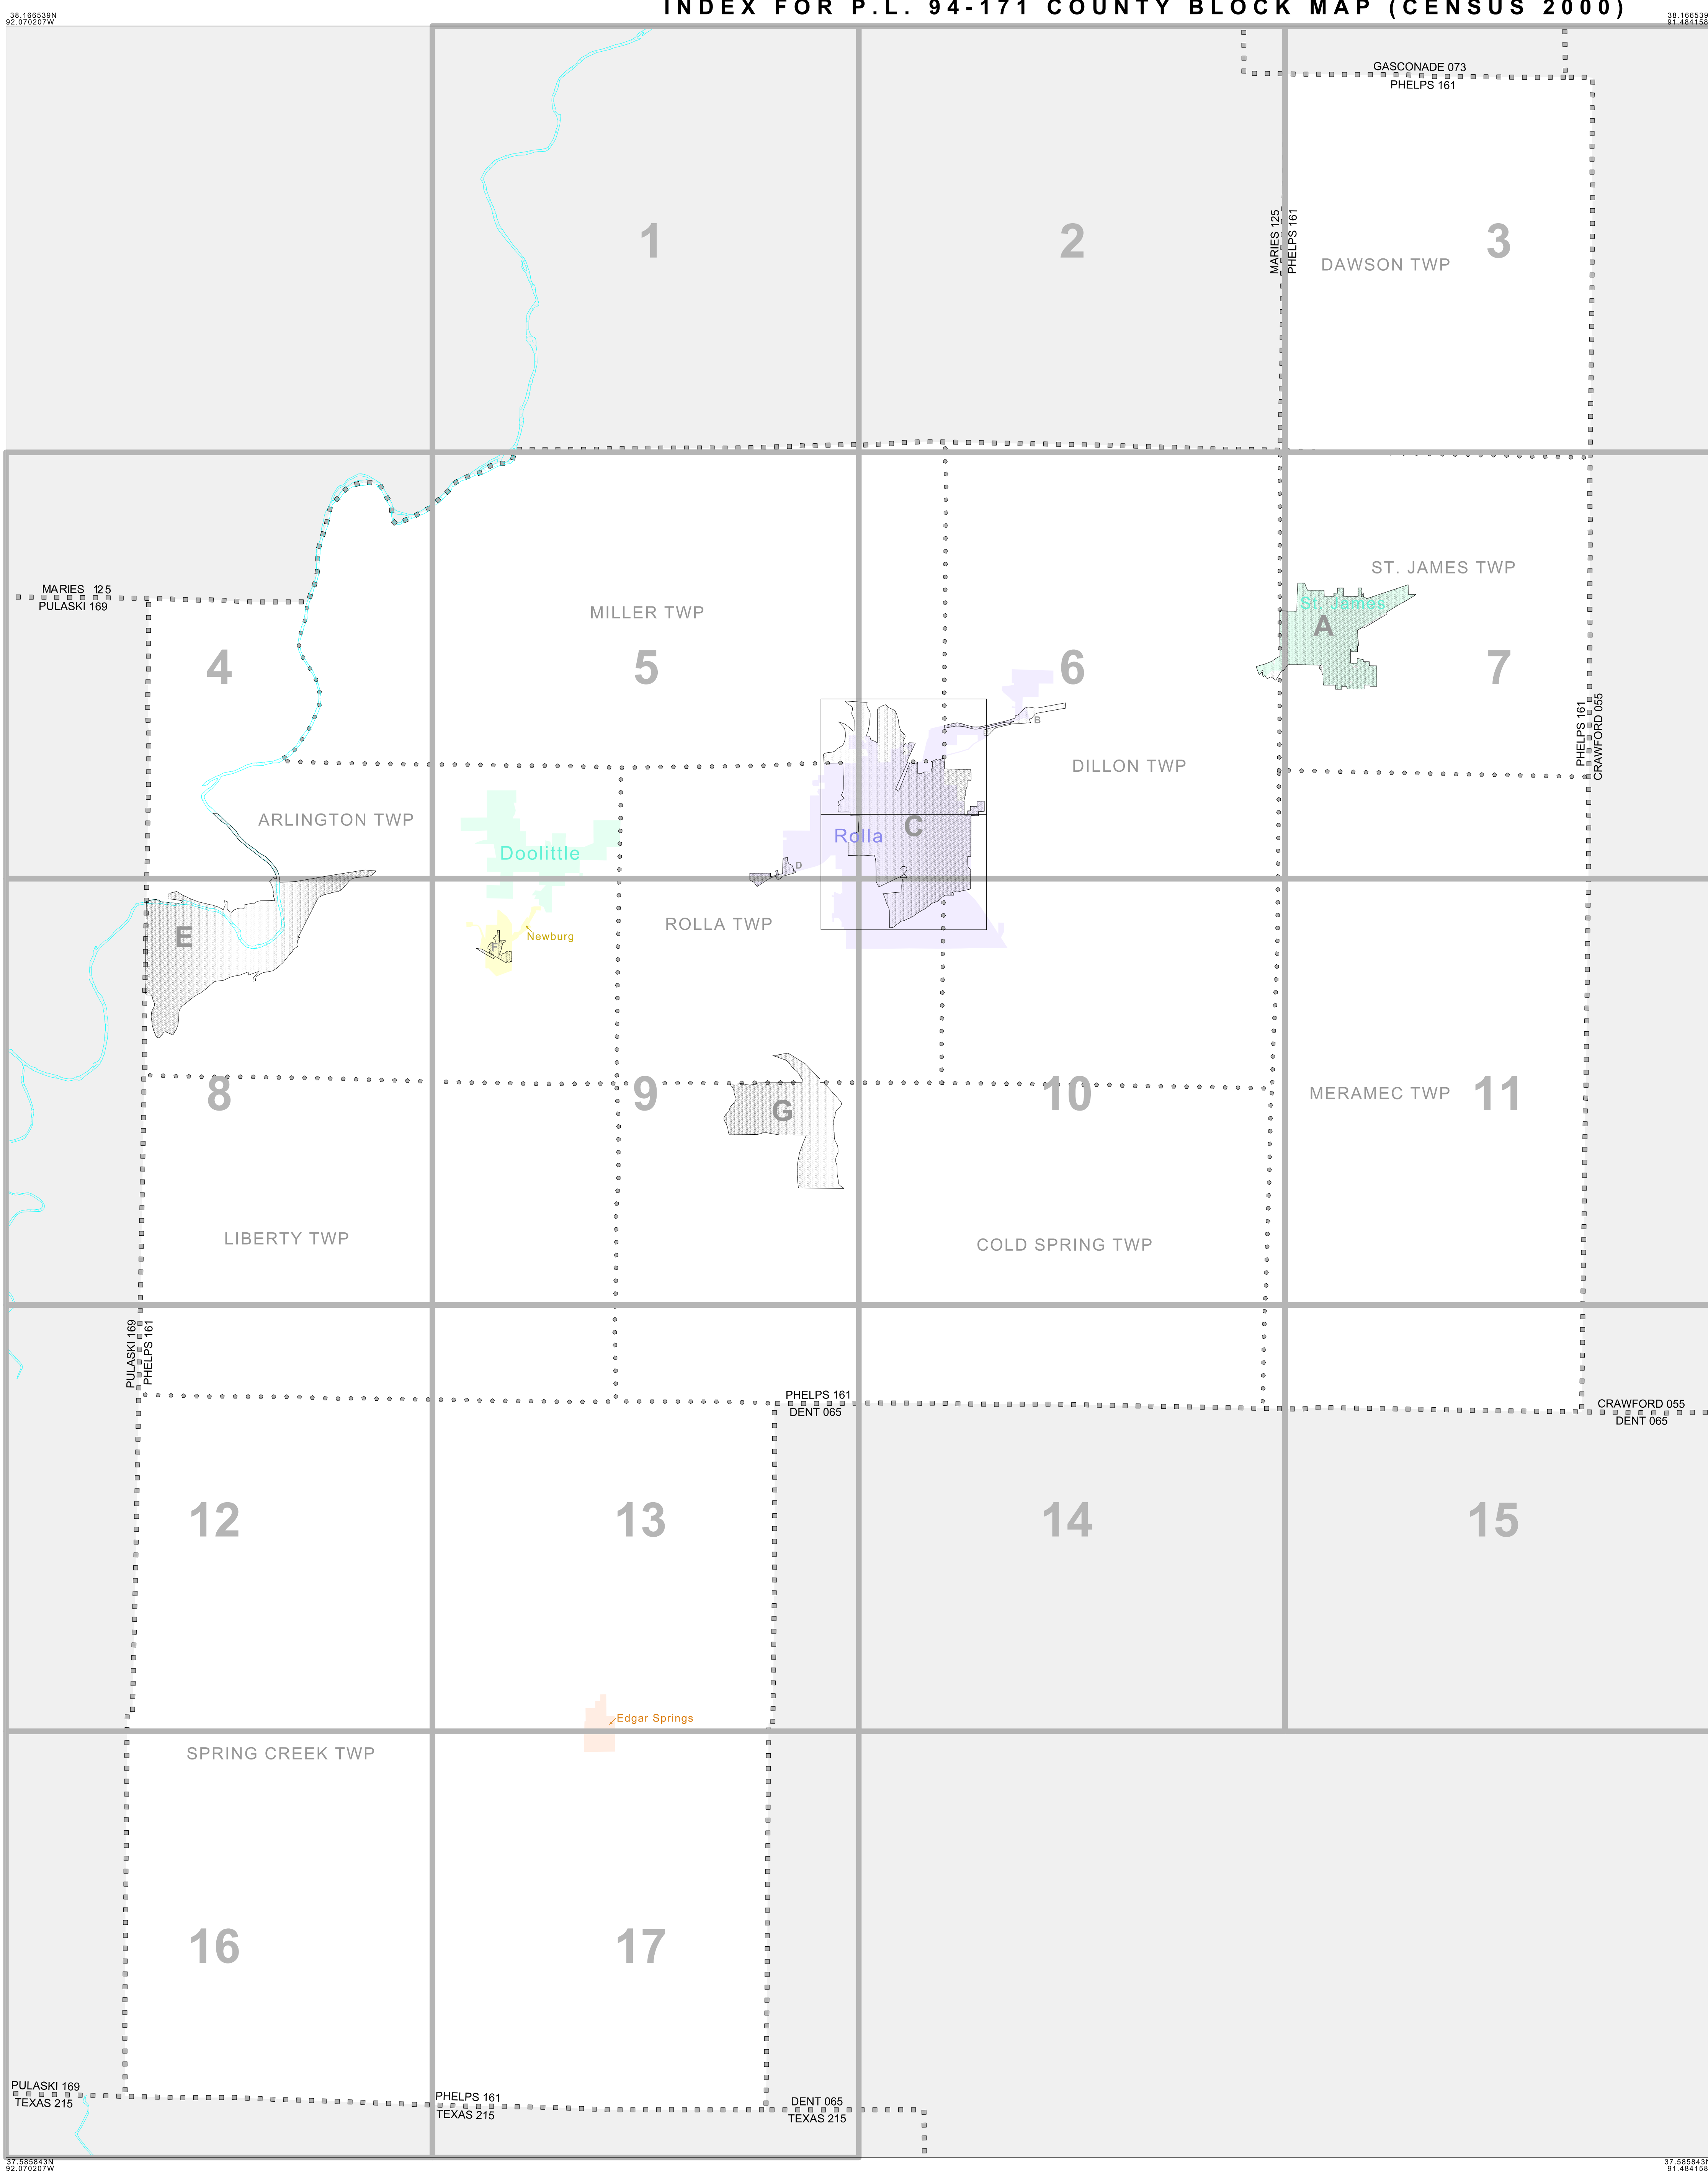 INDEX FOR P.L. 94-171 COUNTY BLOCK MAP (CENSUS 2000)
38.166539N
92.070207W
38.166539N
91.484158
GASCONADE 073
PHELPS 161
1
2
3
MARIES 125
PHELPS 161
DAWSON TWP
ST. JAMES TWP
MARIES 125
PULASKI 169
St. James
A
MILLER TWP
4
5
6
7
PHELPS 161
CRAWFORD 055
B
DILLON TWP
ARLINGTON TWP
C
Rolla
Doolittle
D
2
ROLLA TWP
E
Newburg
F
8
9
10
11
MERAMEC TWP
G
LIBERTY TWP
COLD SPRING TWP
PULASKI 169
PHELPS 161
PHELPS 161
DENT 065
CRAWFORD 055
DENT 065
12
13
14
15
Edgar Springs
SPRING CREEK TWP
16
17
PULASKI 169
TEXAS 215
PHELPS 161
TEXAS 215
DENT 065
TEXAS 215
37.585843N
92.070207W
37.585843N
91.484158